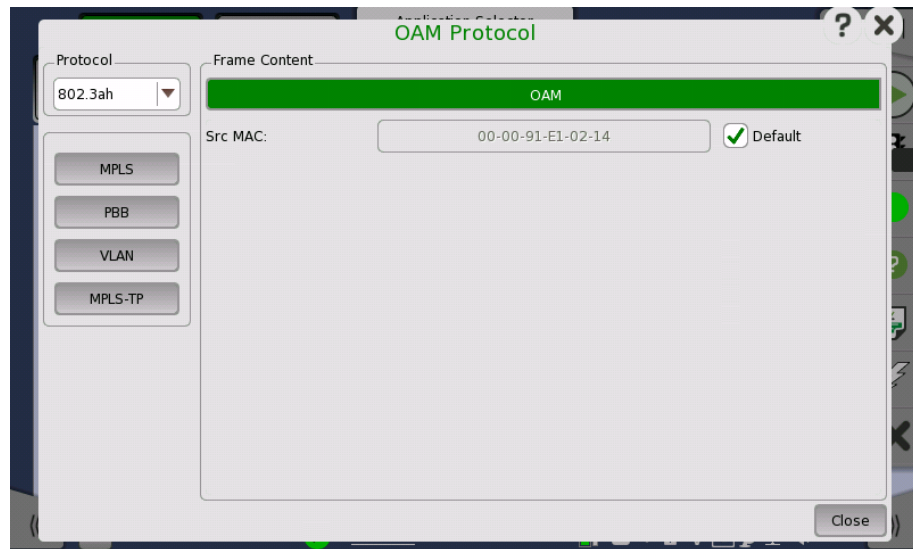 OAM Protocol
?
Protocol
802.3ah
MPLS
PBB
VLAN
MPLS-TP
Frame Content
OAM
Src MAC:
00-00-91-E1-02-14
Default
Close